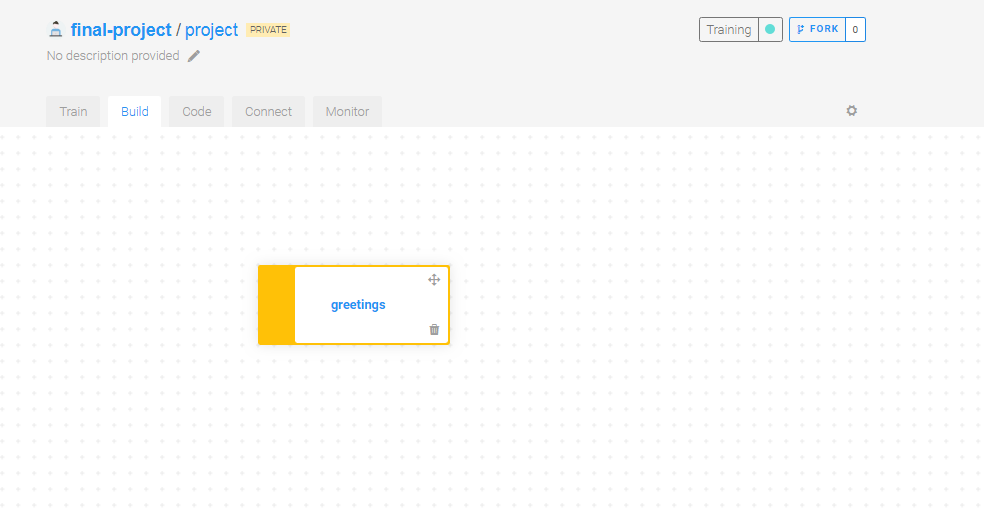 final-project / project PRIVATE
Training
FORK 0
No description provided
Train Build Code Connect Monitor
greetings